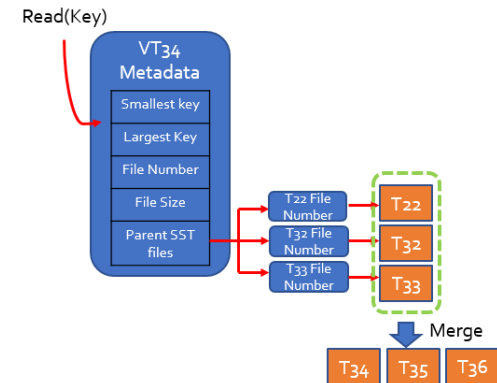 Read(Key)
VT34
Metadata
Smallest key
Largest Key
File Number
File Size
Parent SST
files
T22 File
Number
T32 File
Number
T33 File
Number
T22
T32
T33
Merge
T34
T35
T36